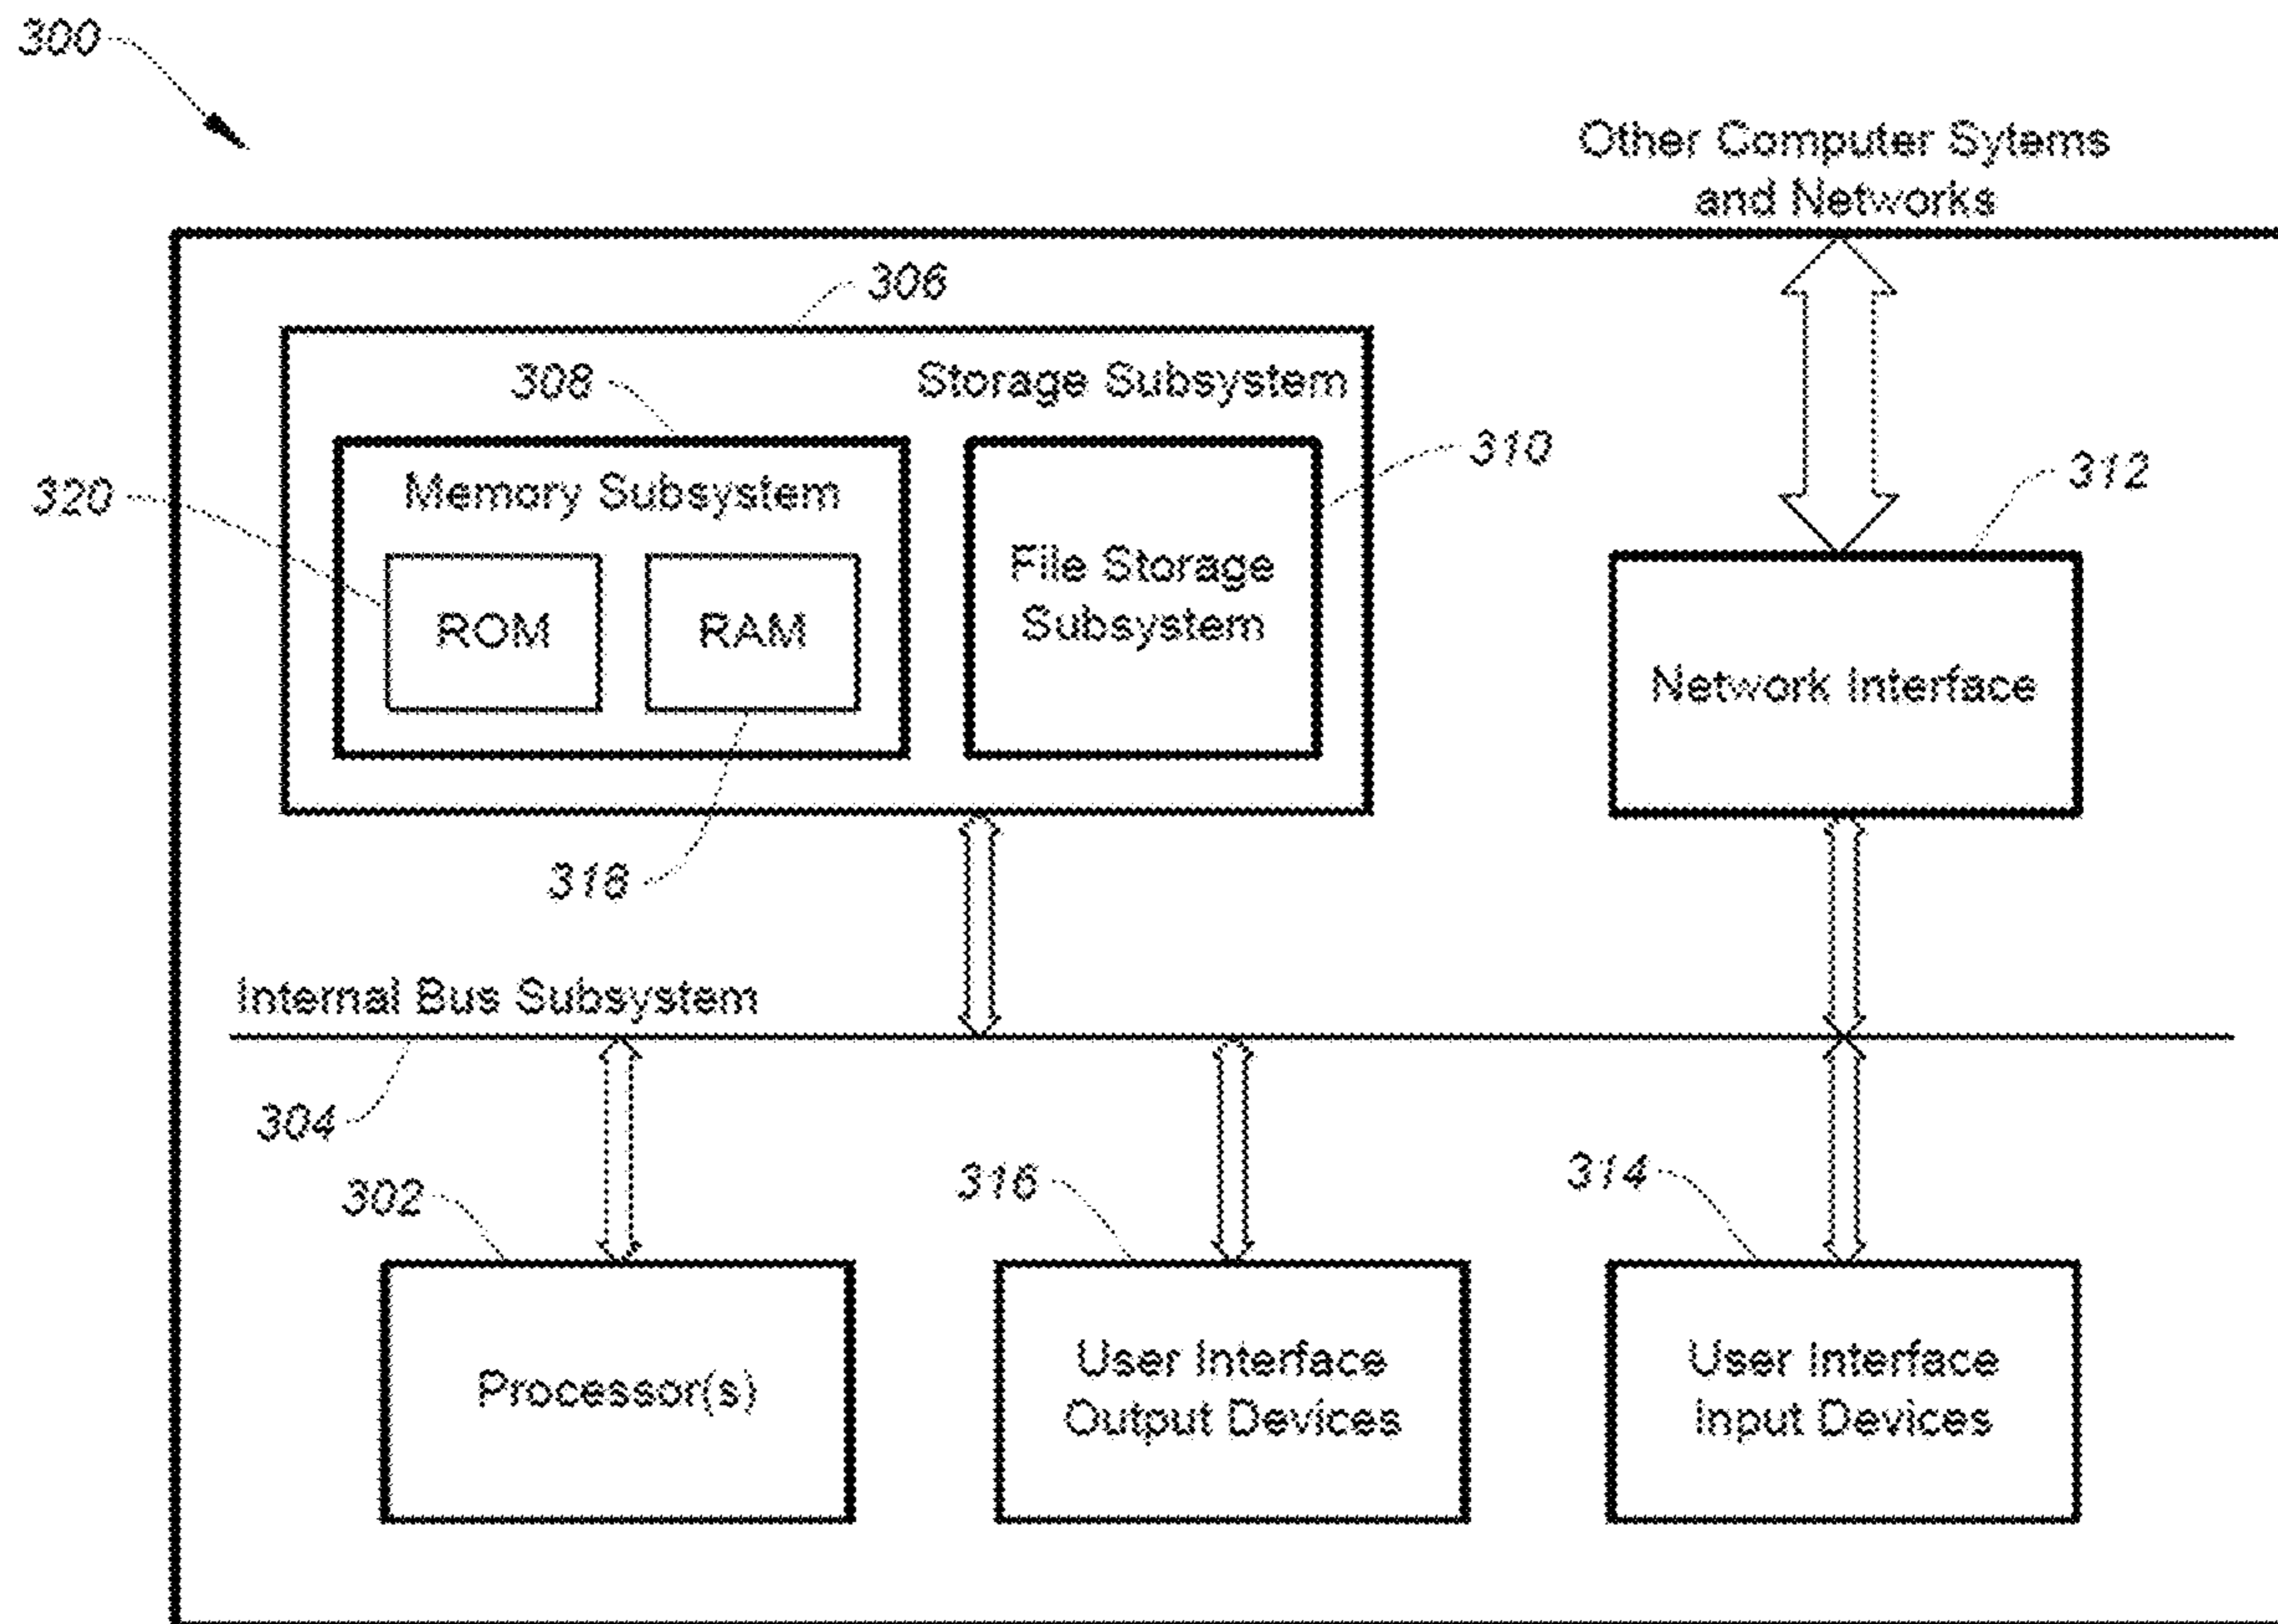 300
Other Computer Sytems
and Networks
306
308
Storage Subsystem
310
312
320
Memory Subsystem
File Storage
Subsystem
ROM
RAM
Network Interface
318
Internal Bus Subsystem
304
302
316
314
Processor(s)
User Interface
Output Devices
User Interface
Input Devices